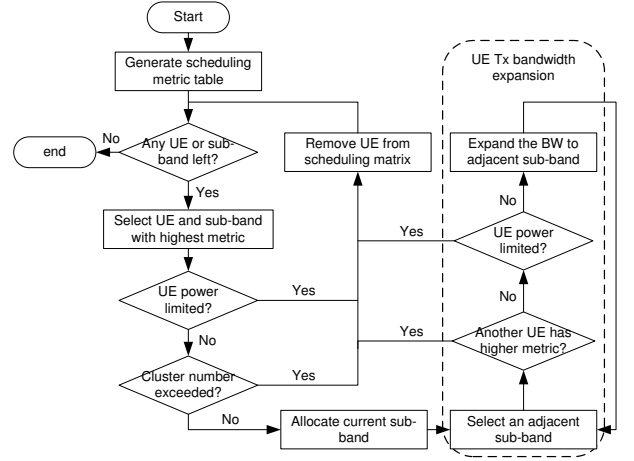 Start
Generate scheduling
metric table
UE Tx bandwidth
expansion
No
end
Any UE or sub-
band left?
Remove UE from
scheduling matrix
Expand the BW to
adjacent sub-band
Yes
No
Select UE and sub-band
with highest metric
Yes
UE power
limited?
UE power
limited?
Yes
No
No
Yes
Another UE has
higher metric?
Cluster number
exceeded?
Yes
No
Allocate current sub-
band
Select an adjacent
sub-band